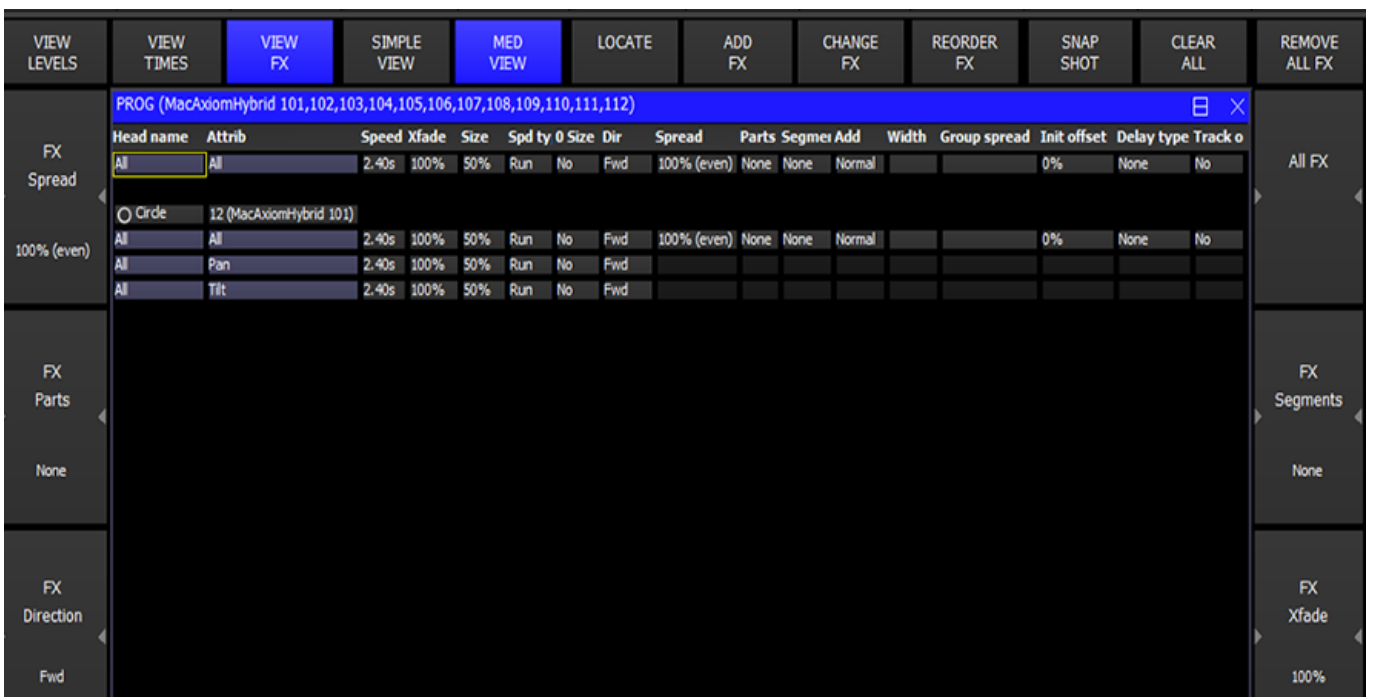 VIEW LEVELS
VIEW TIMES
VIEW FX
SIMPLE VIEW
MED VIEW
LOCATE
ADD FX
CHANGE FX
REORDER FX
SNAP SHOT
CLEAR ALL
REMOVE ALL FX
PROG (MacAxiomHybrid 101,102,103,104,105,106,107,108,109,110,111,112)
Head name Attrib Speed Xfade Size Spd ty 0 Size Dir Spread Parts Segmer Add Width Group spread Init offset Delay type Track o
All All 2.40s 100% 50% Run No Fwd 100% (even) None None Normal 0% None No
Circle 12 (MacAxiomHybrid 101)
All All 2.40s 100% 50% Run No Fwd 100% (even) None None Normal 0% None No
All Pan 2.40s 100% 50% Run No Fwd
All Tilt 2.40s 100% 50% Run No Fwd
FX
Spread
100% (even)
All FX
FX
Parts
None
FX
Segments
None
FX
Direction
Fwd
FX
Xfade
100%